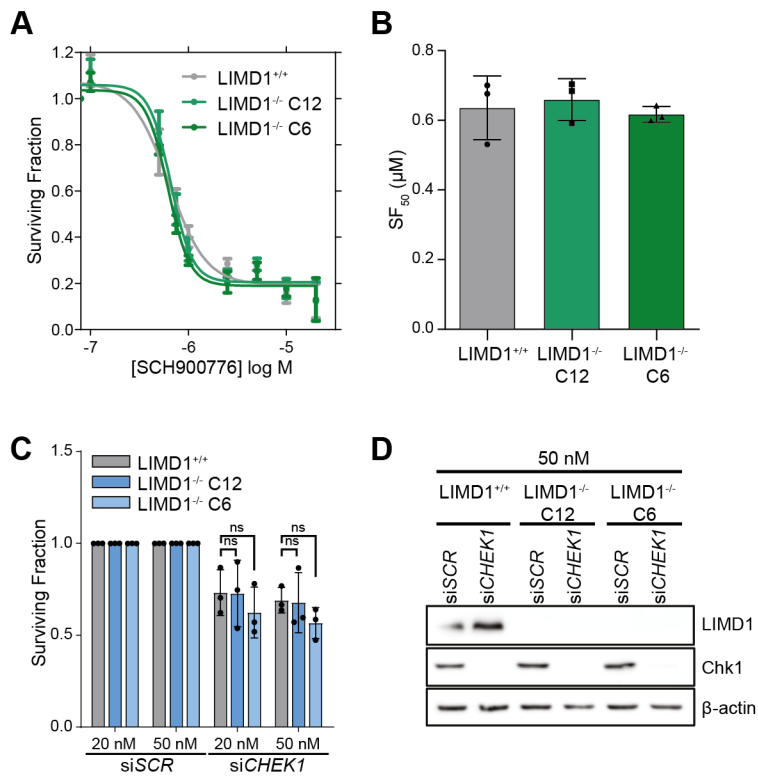 A
1.2
1.0
0.8
0.6
0.4
0.2
0.0
Surviving Fraction
-7
-6
-5
[SCH900776] log M
LIMD1+/+
LIMD1-/- C12
LIMD1-/- C6
B
0.8
0.6
0.4
0.2
0.0
SF50 (µM)
LIMD1+/+
LIMD1-/-
C12
LIMD1-/-
C6
C
1.5
1.0
0.5
0.0
Surviving Fraction
LIMD1+/+
LIMD1-/- C12
LIMD1-/- C6
ns
ns
ns
ns
20 nM
50 nM
20 nM
50 nM
siSCR
siCHEK1
D
50 nM
LIMD1+/+
LIMD1-/-
C12
LIMD1-/-
C6
siSCR
siCHEK1
siSCR
siCHEK1
siSCR
siCHEK1
LIMD1
Chk1
β-actin